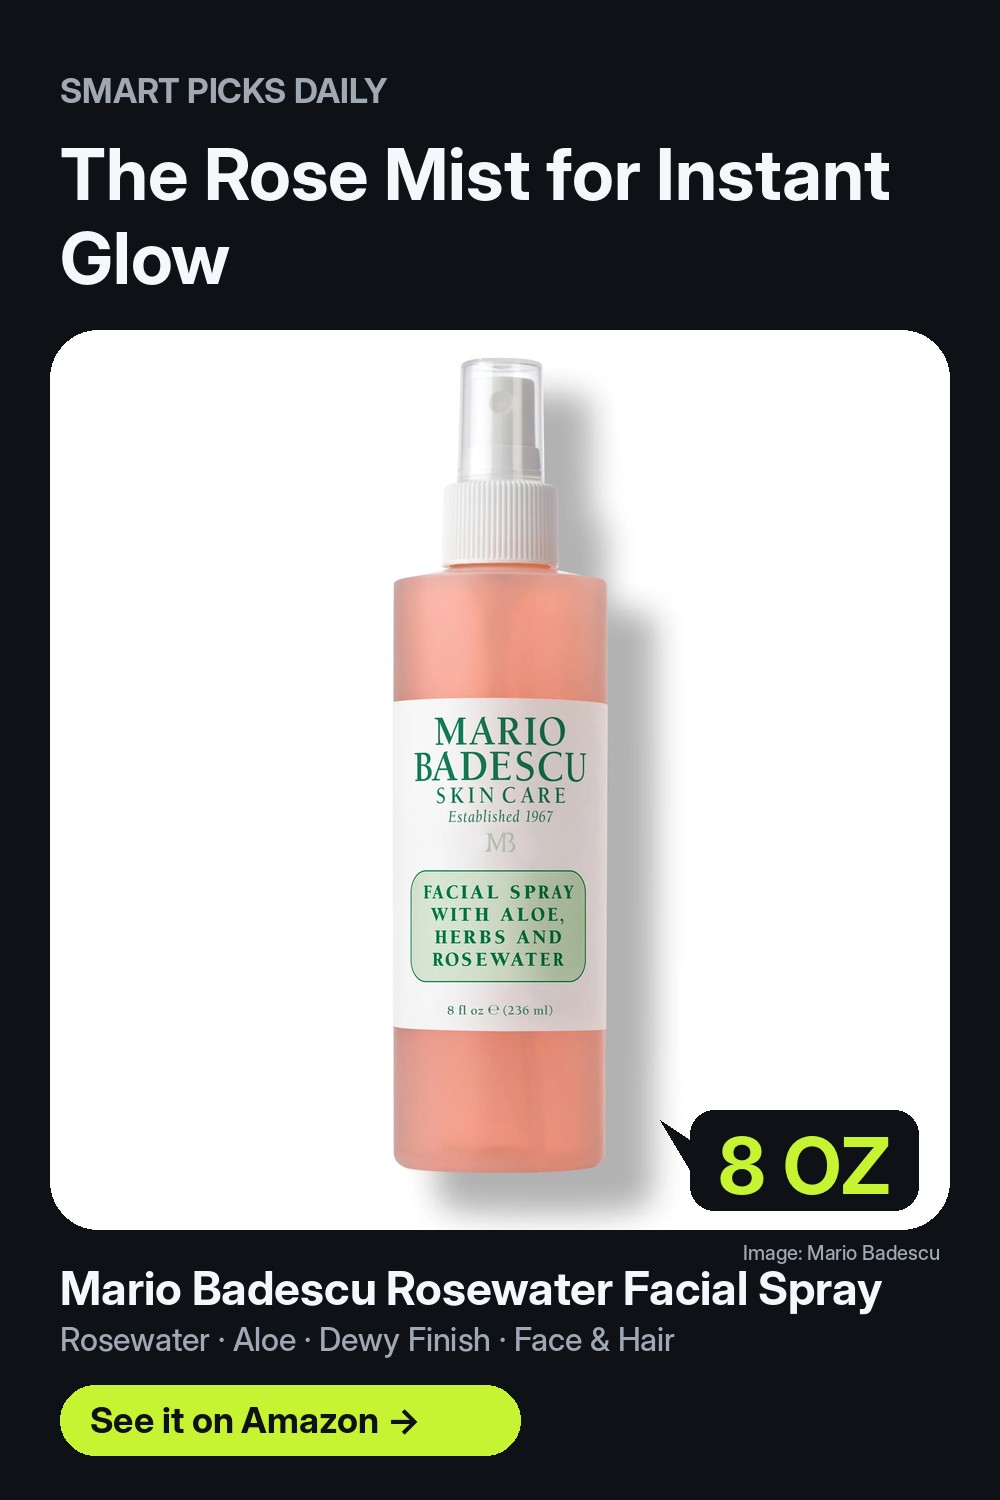 SMART PICKS DAILY
The Rose Mist for Instant
Glow
MARIO
BADESCU
SKIN CARE
Established 1967
MB
FACIAL SPRAY
WITH ALOE,
HERBS AND
ROSEWATER
8 fl oz ℮ (236 ml)
8 OZ
Image: Mario Badescu
Mario Badescu Rosewater Facial Spray
Rosewater · Aloe · Dewy Finish · Face & Hair
See it on Amazon →